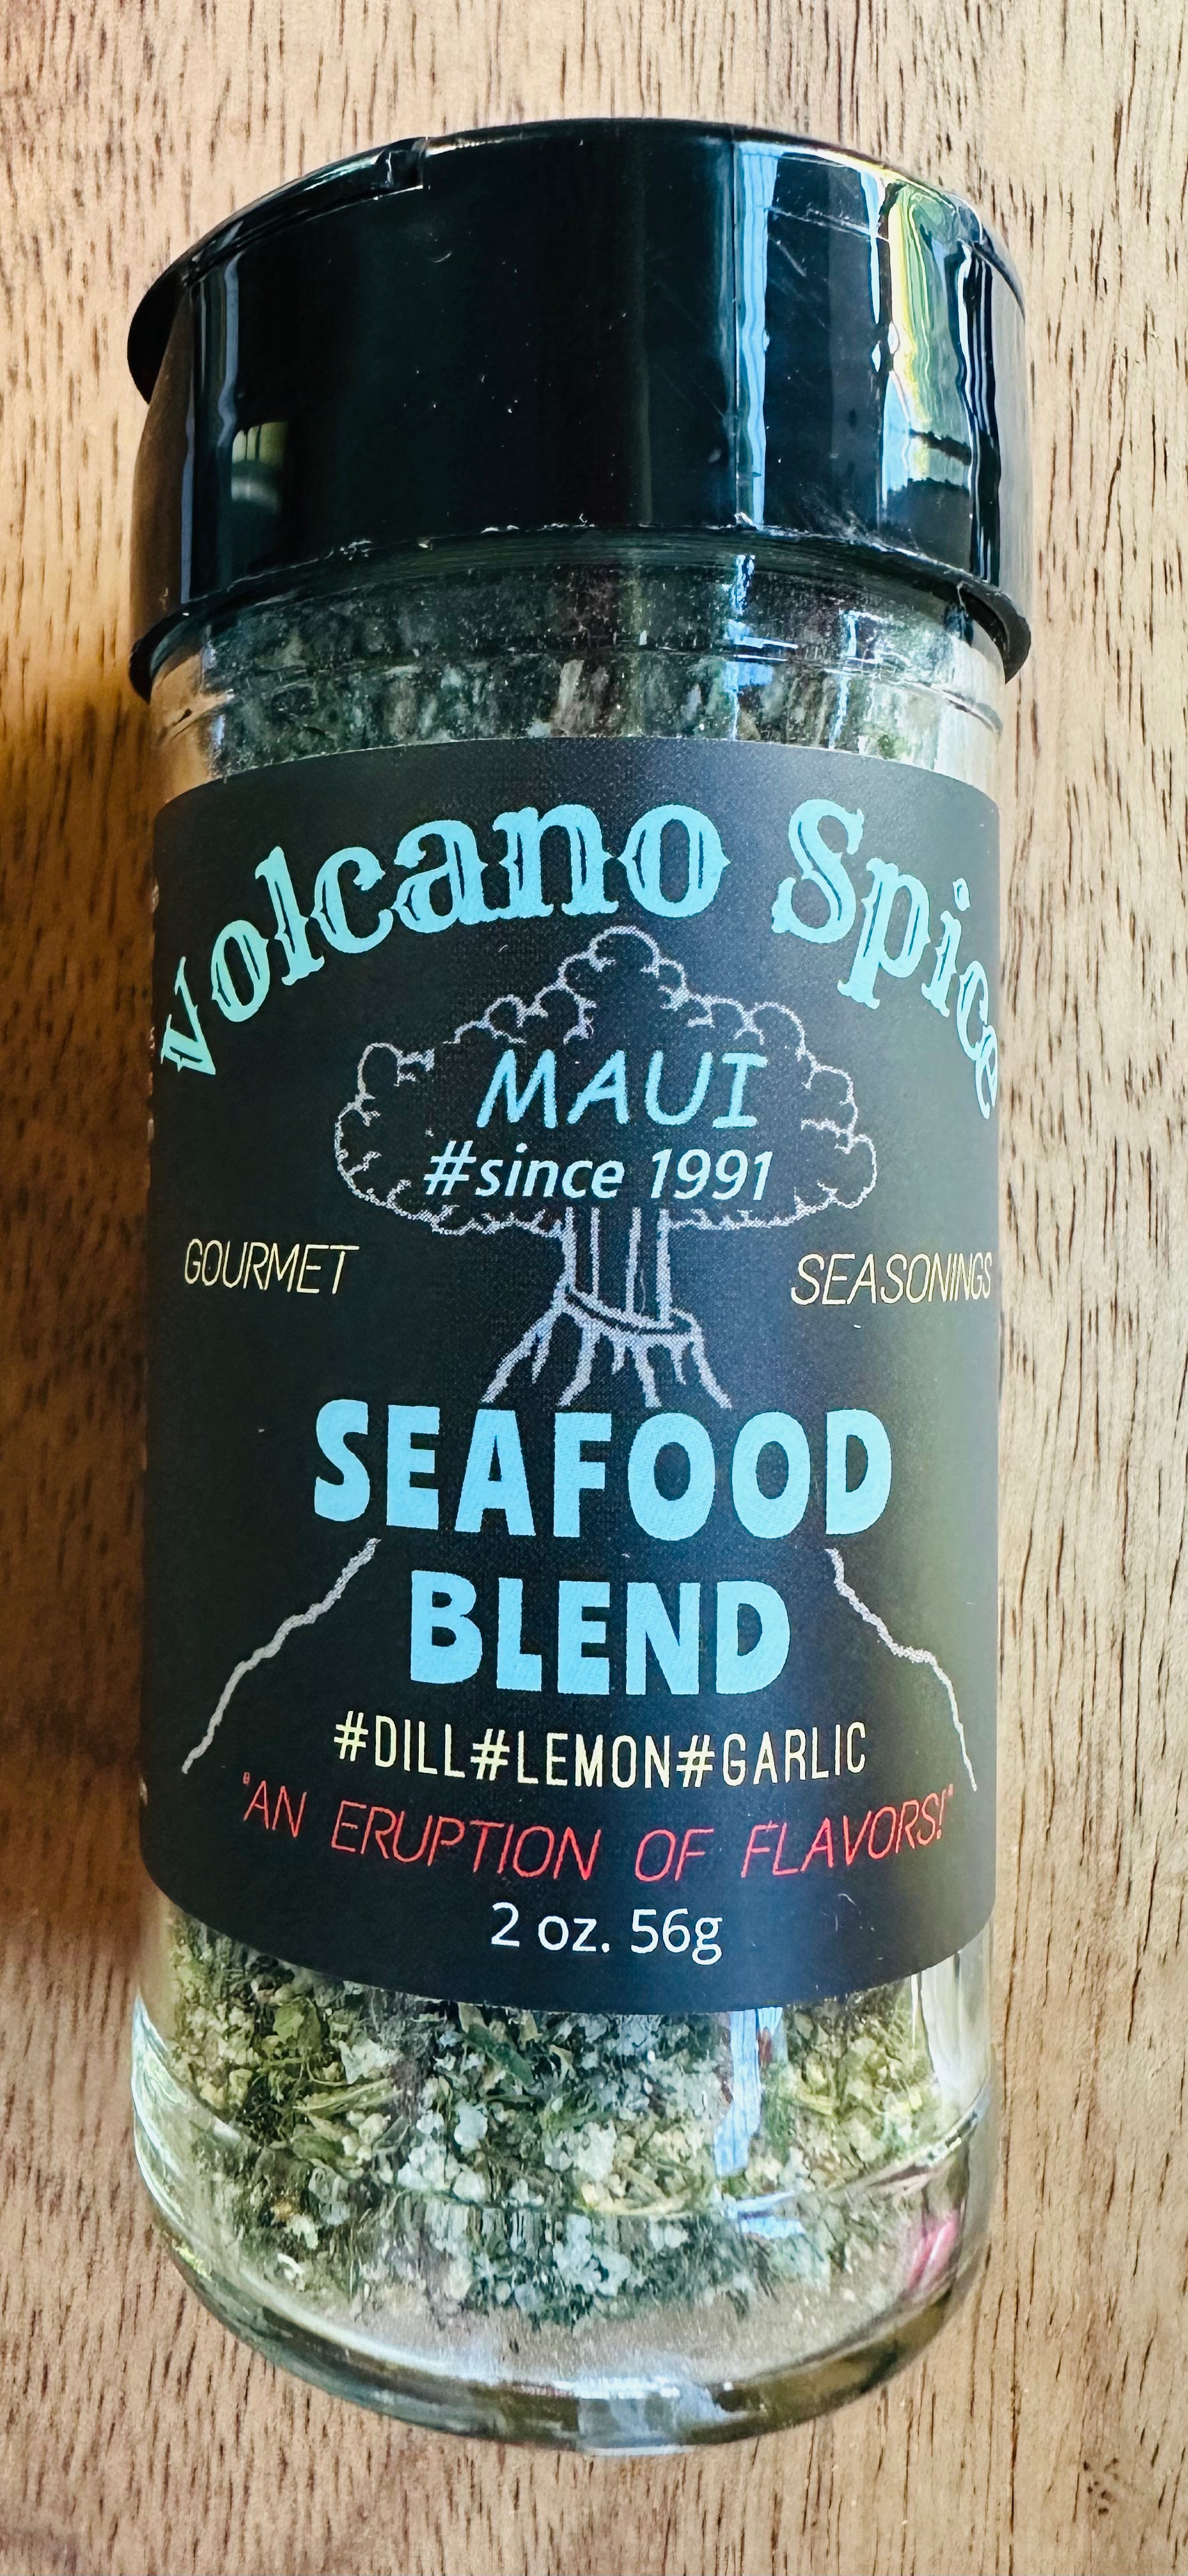 Volcano Spice
MAUI
#since 1991
GOURMET SEASONINGS
SEAFOOD
BLEND
#DILL#LEMON#GARLIC
"AN ERUPTION OF FLAVORS!"
2 oz. 56g